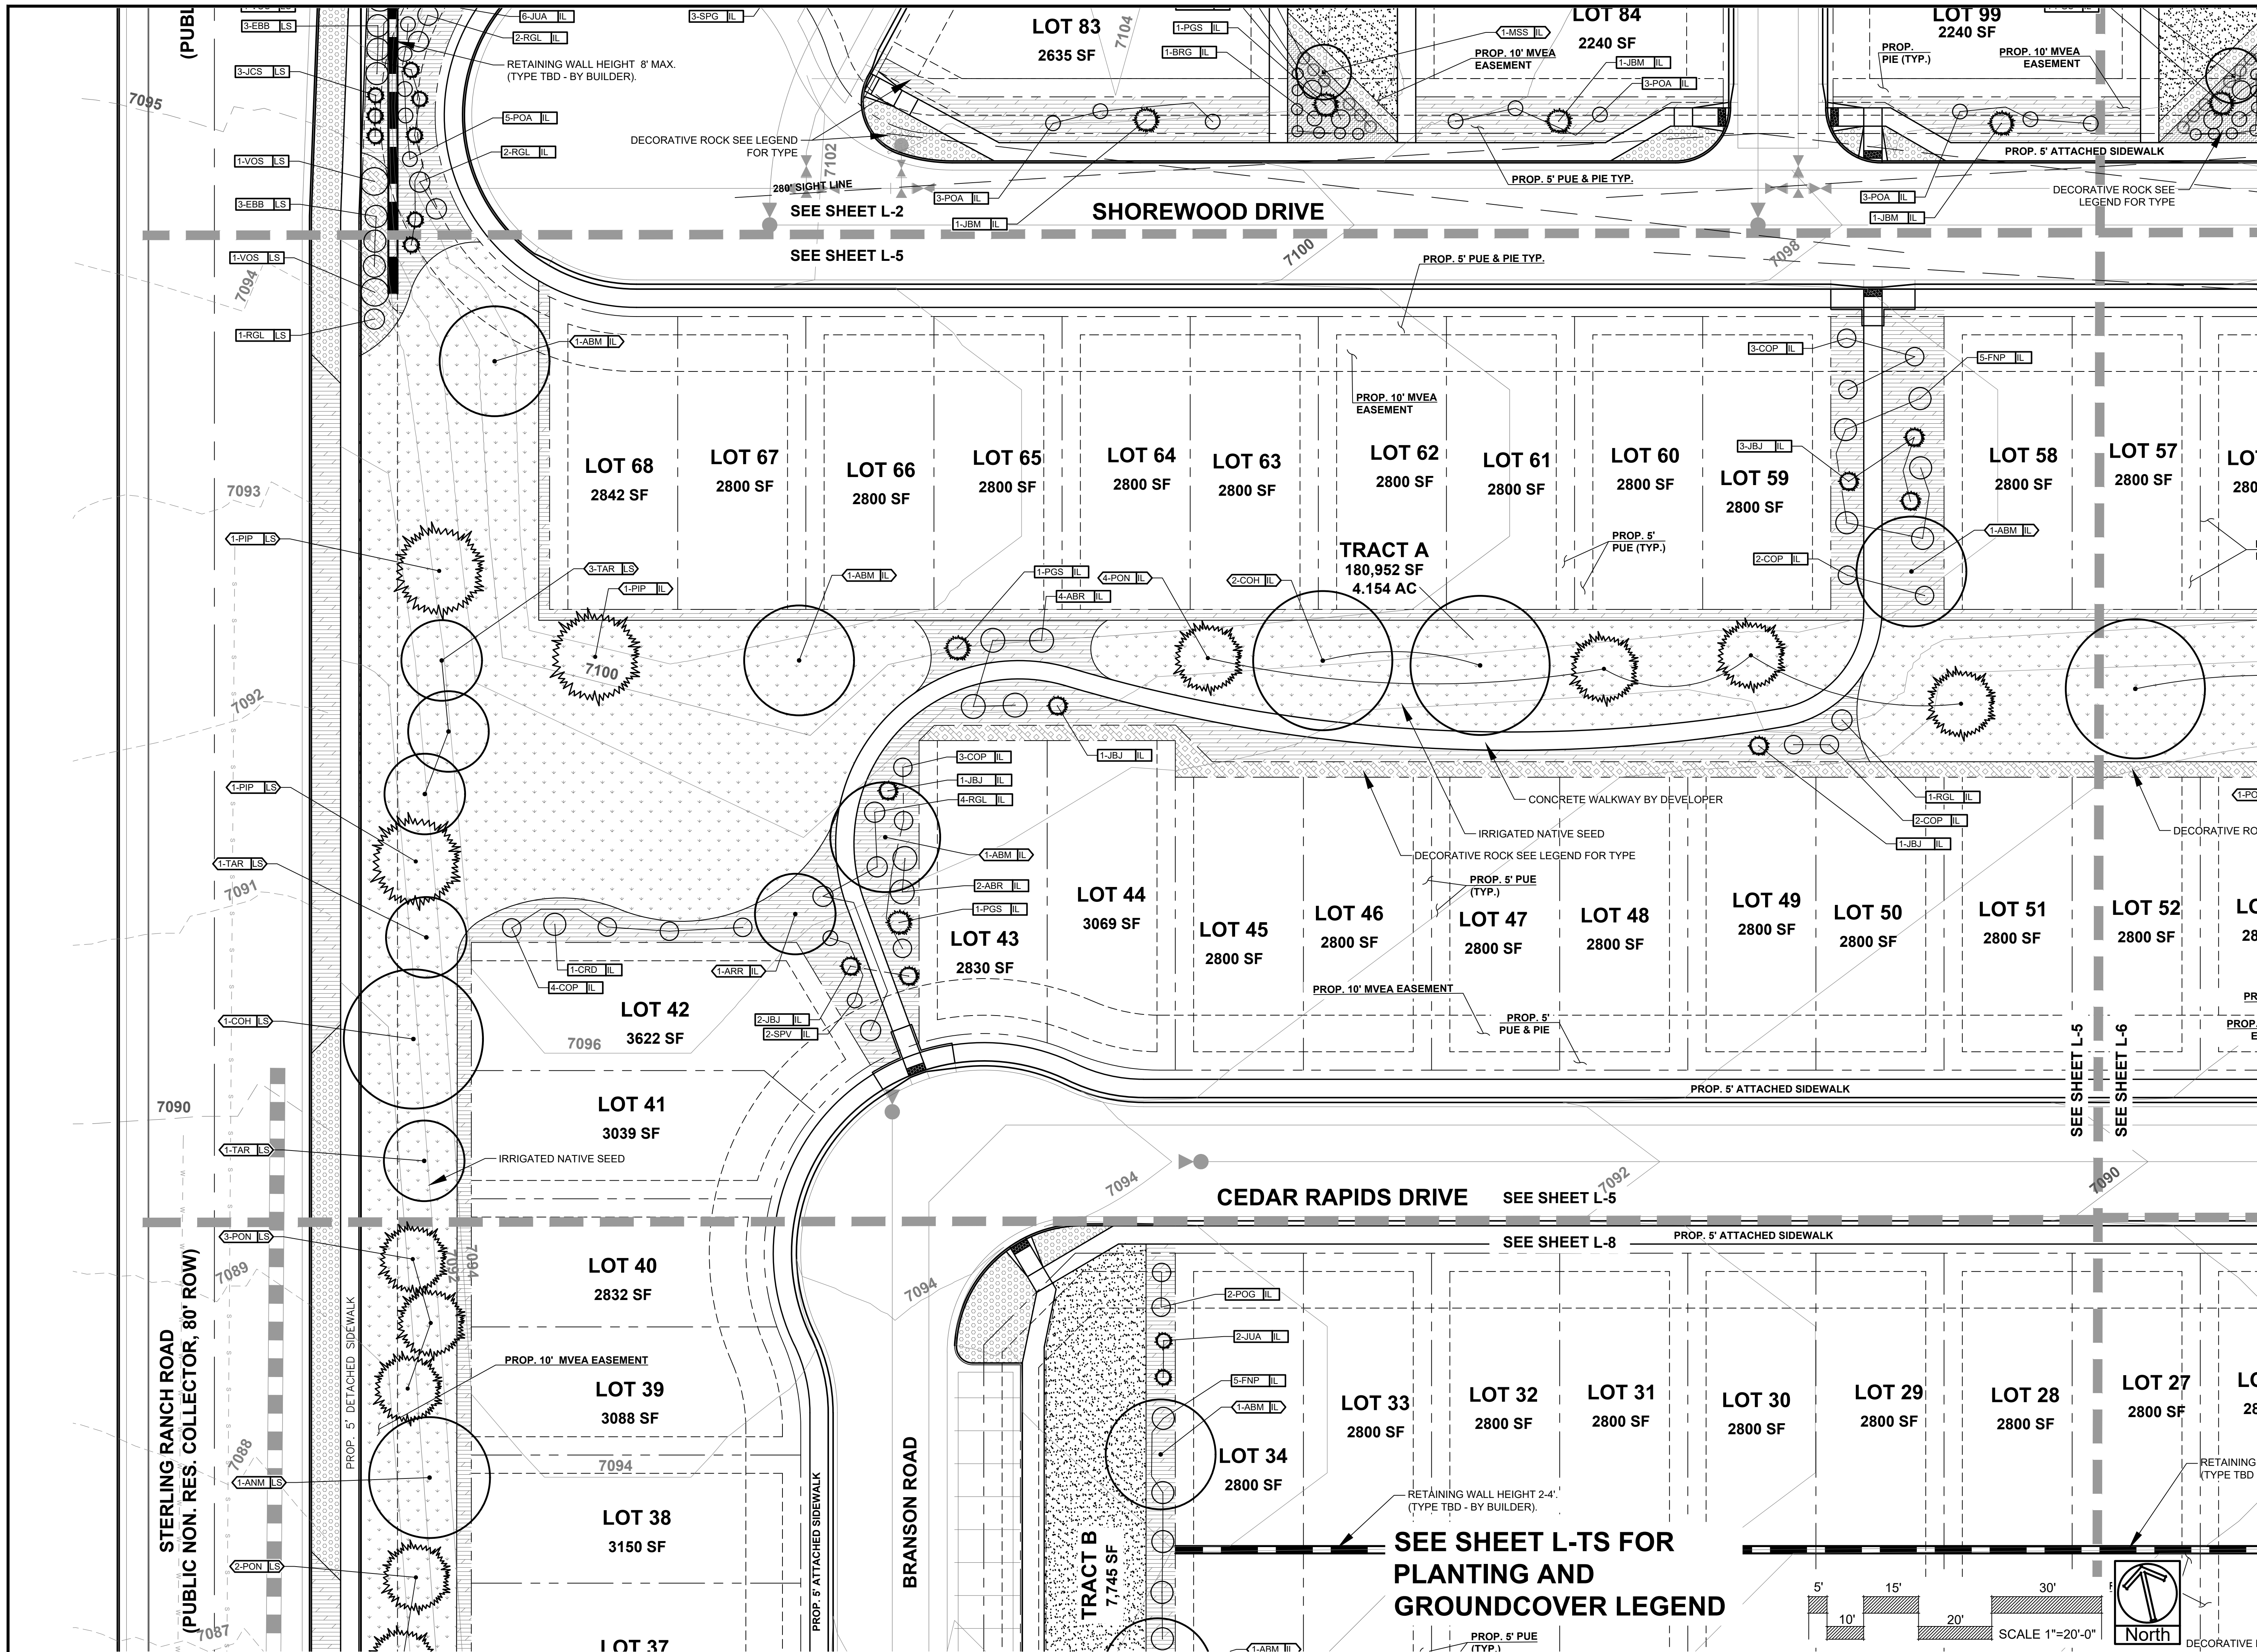 (PUBL
3-EBB LS
6-JUA IL
2-RGL IL
3-SPG IL
RETAINING WALL HEIGHT 8' MAX.
(TYPE TBD - BY BUILDER).
LOT 83
2635 SF
7104
1-PGS IL
1-BRG IL
1-MSS IL
PROP. 10' MVEA
EASEMENT
LOT 84
2240 SF
1-JBM IL
3-POA IL
PROP.
PIE (TYP.)
LOT 99
2240 SF
PROP. 10' MVEA
EASEMENT
3-JCS LS
7095
5-POA IL
1-VOS LS
2-RGL IL
DECORATIVE ROCK SEE LEGEND
FOR TYPE
7102
PROP. 5' ATTACHED SIDEWALK
280' SIGHT LINE
PROP. 5' PUE & PIE TYP.
3-POA IL
1-JBM IL
3-POA IL
1-JBM IL
DECORATIVE ROCK SEE
LEGEND FOR TYPE
3-EBB LS
SEE SHEET L-2
SHOREWOOD DRIVE
SEE SHEET L-5
7100
7098
PROP. 5' PUE & PIE TYP.
1-VOS LS
7094
1-RGL LS
1-ABM IL
3-COP IL
5-FNP IL
PROP. 10' MVEA
EASEMENT
LOT 68
2842 SF
LOT 67
2800 SF
LOT 66
2800 SF
LOT 65
2800 SF
LOT 64
2800 SF
LOT 63
2800 SF
LOT 62
2800 SF
LOT 61
2800 SF
LOT 60
2800 SF
3-JBJ IL
LOT 59
2800 SF
LOT 58
2800 SF
LOT 57
2800 SF
LO
280
7093
1-PIP LS
3-TAR LS
1-PIP IL
1-ABM IL
1-PGS IL
4-ABR IL
4-PON IL
2-COH IL
TRACT A
180,952 SF
4.154 AC
PROP. 5'
PUE (TYP.)
2-COP IL
1-ABM IL
7100
7092
3-COP IL
1-JBJ IL
4-RGL IL
1-JBJ IL
CONCRETE WALKWAY BY DEVELOPER
IRRIGATED NATIVE SEED
DECORATIVE ROCK SEE LEGEND FOR TYPE
1-RGL IL
2-COP IL
1-JBJ IL
1-PO
DECORATIVE RO
1-PIP LS
1-TAR LS
7091
1-ABM IL
2-ABR IL
1-PGS IL
PROP. 5' PUE
(TYP.)
LOT 43
2830 SF
LOT 44
3069 SF
LOT 45
2800 SF
LOT 46
2800 SF
LOT 47
2800 SF
LOT 48
2800 SF
LOT 49
2800 SF
LOT 50
2800 SF
LOT 51
2800 SF
LOT 52
2800 SF
LO
28
1-CRD IL
4-COP IL
1-ARR IL
LOT 42
3622 SF
2-JBJ IL
2-SPV IL
7096
1-COH LS
PROP. 10' MVEA EASEMENT
PROP. 5'
PUE & PIE
PR
PROP.
E
SEE SHEET L-5
SEE SHEET L-6
PROP. 5' ATTACHED SIDEWALK
7090
LOT 41
3039 SF
1-TAR LS
IRRIGATED NATIVE SEED
7094
7092
7090
CEDAR RAPIDS DRIVE
SEE SHEET L-5
SEE SHEET L-8
PROP. 5' ATTACHED SIDEWALK
3-PON LS
7089
7092
7094
LOT 40
2832 SF
7094
2-POG IL
2-JUA IL
5-FNP IL
1-ABM IL
PROP. 10' MVEA EASEMENT
LOT 39
3088 SF
7094
7088
1-ANM LS
LOT 38
3150 SF
2-PON LS
7087
LOT 37
STERLING RANCH ROAD
(PUBLIC NON. RES. COLLECTOR, 80' ROW)
PROP. 5' DETACHED SIDEWALK
PROP. 5' ATTACHED SIDEWALK
BRANSON ROAD
TRACT B
7,745 SF
LOT 34
2800 SF
LOT 33
2800 SF
LOT 32
2800 SF
LOT 31
2800 SF
LOT 30
2800 SF
LOT 29
2800 SF
LOT 28
2800 SF
LOT 27
2800 SF
LO
28
RETAINING WALL HEIGHT 2-4'.
(TYPE TBD - BY BUILDER).
RETAINING
(TYPE TBD
SEE SHEET L-TS FOR
PLANTING AND
GROUNDCOVER LEGEND
1-ABM IL
PROP. 5' PUE
(TYP.)
5' 15' 30'
10' 20'
SCALE 1"=20'-0"
North
DECORATIVE